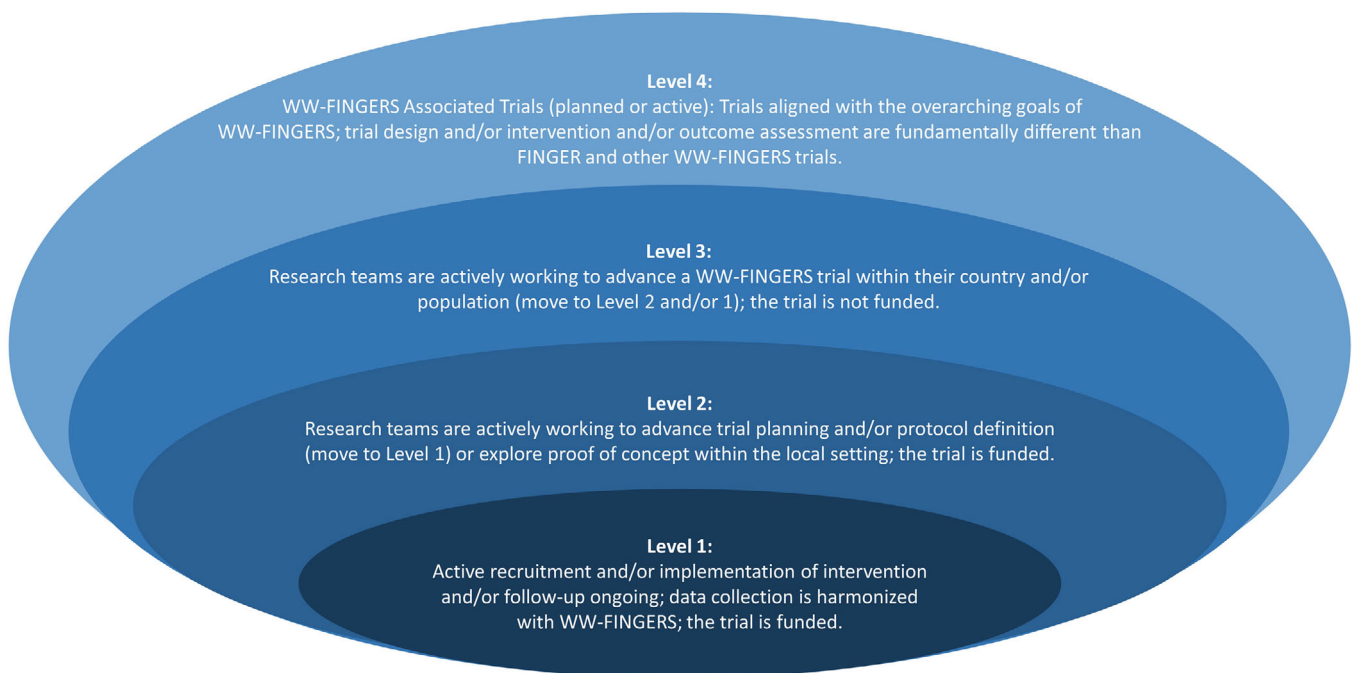 Level 4:
WW-FINGERS Associated Trials (planned or active): Trials aligned with the overarching goals of
WW-FINGERS; trial design and/or intervention and/or outcome assessment are fundamentally different than
FINGER and other WW-FINGERS trials.
Level 3:
Research teams are actively working to advance a WW-FINGERS trial within their country and/or
population (move to Level 2 and/or 1); the trial is not funded.
Level 2:
Research teams are actively working to advance trial planning and/or protocol definition
(move to Level 1) or explore proof of concept within the local setting; the trial is funded.
Level 1:
Active recruitment and/or implementation of intervention
and/or follow-up ongoing; data collection is harmonized
with WW-FINGERS; the trial is funded.